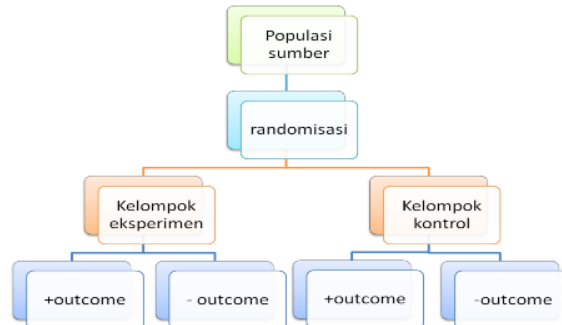 Populasi
sumber
randomisasi
Kelompok
eksperimen
Kelompok
kontrol
+outcome
- outcome
+outcome
-outcome